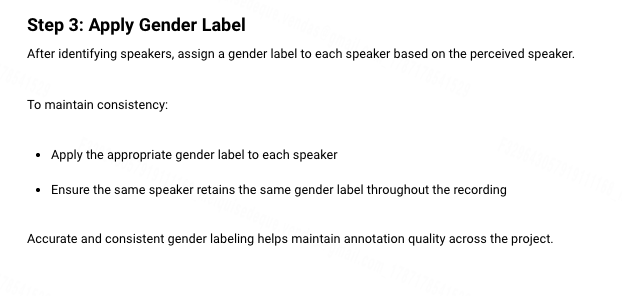 Step 3: Apply Gender Label
After identifying speakers, assign a gender label to each speaker based on the perceived speaker.
To maintain consistency:
• Apply the appropriate gender label to each speaker
• Ensure the same speaker retains the same gender label throughout the recording
Accurate and consistent gender labeling helps maintain annotation quality across the project.